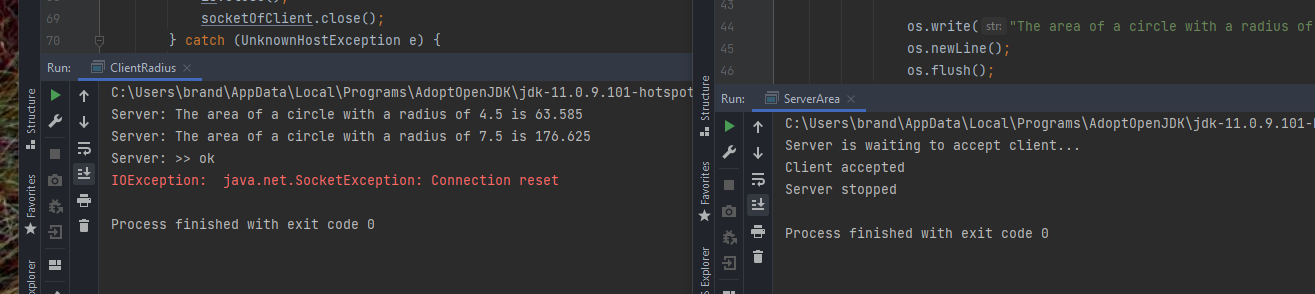 68
69 socketOfClient.close();
70 } catch (UnknownHostException e) {
Run: ClientRadius
C:\Users\brand\AppData\Local\Programs\AdoptOpenJDK\jdk-11.0.9.101-hotspot
Server: The area of a circle with a radius of 4.5 is 63.585
Server: The area of a circle with a radius of 7.5 is 176.625
Server: >> ok
IOException:  java.net.SocketException: Connection reset
Process finished with exit code 0
Structure
Favorites
43
44 os.write( str: "The area of a circle with a radius of
45 os.newLine();
46 os.flush();
Run: ServerArea
C:\Users\brand\AppData\Local\Programs\AdoptOpenJDK\jdk-11.0.9.101-
Server is waiting to accept client...
Client accepted
Server stopped
Process finished with exit code 0
Structure
Favorites
Explorer